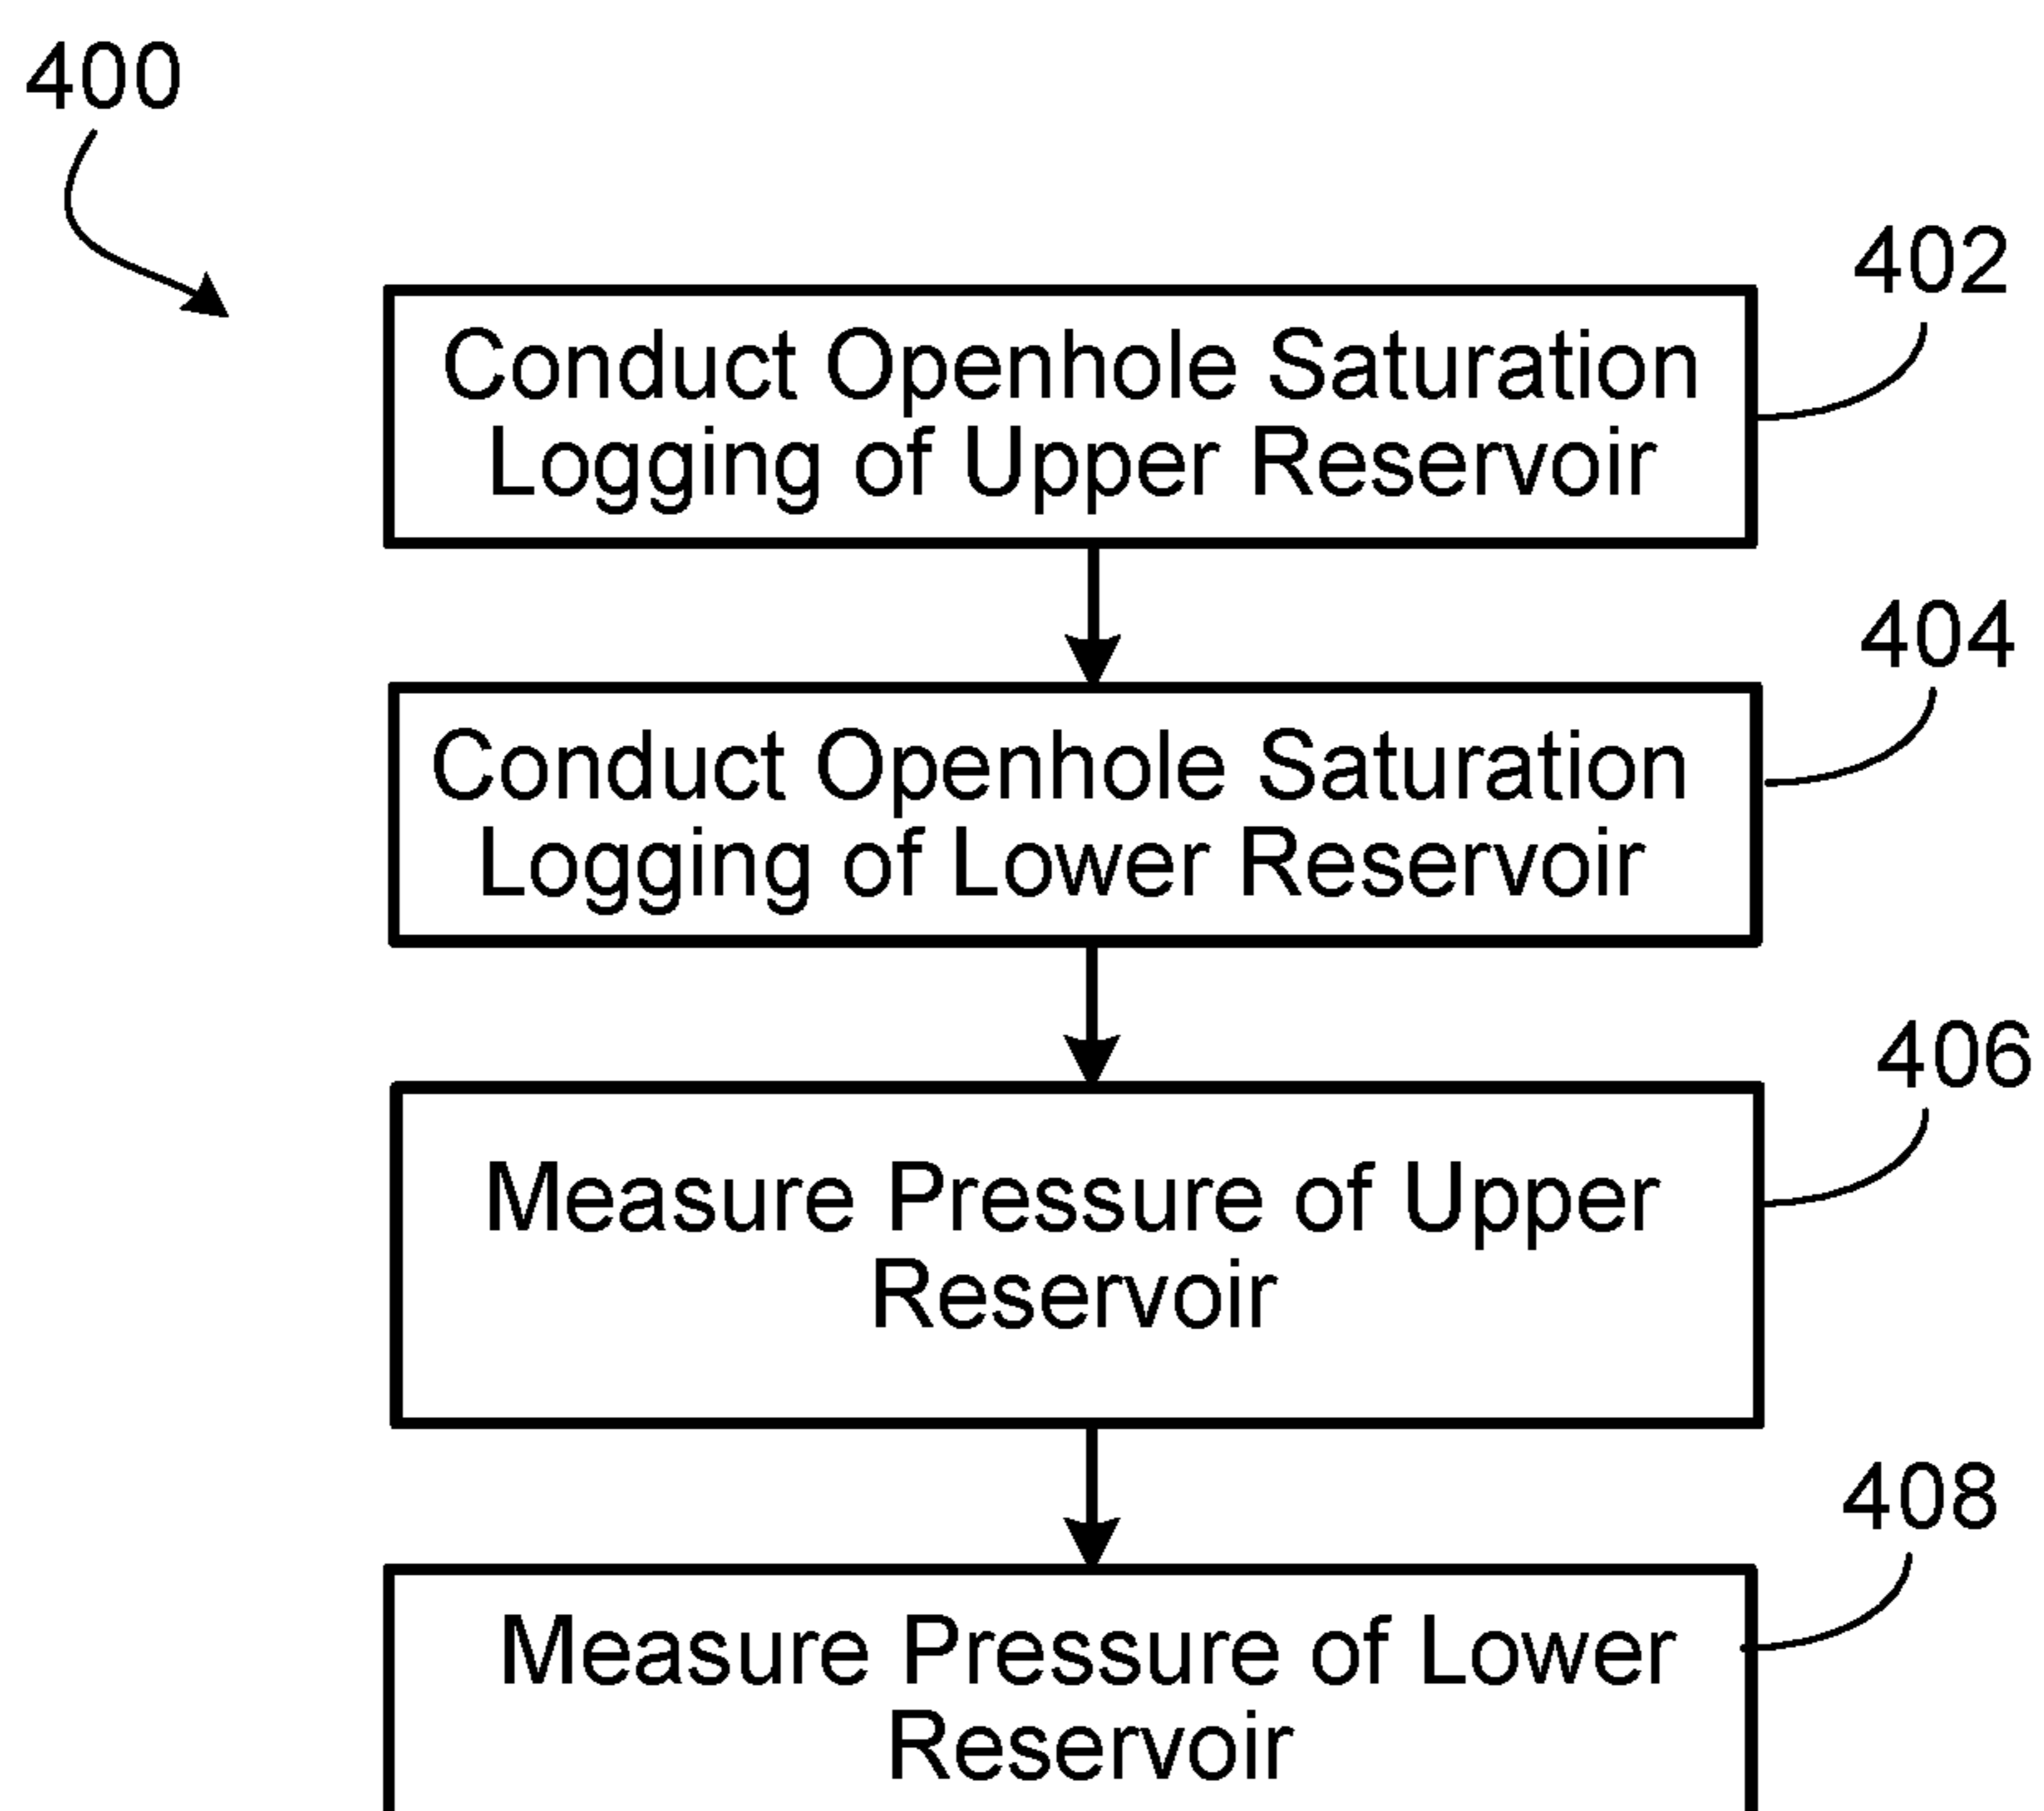 400
402
Conduct Openhole Saturation
Logging of Upper Reservoir
404
Conduct Openhole Saturation
Logging of Lower Reservoir
406
Measure Pressure of Upper
Reservoir
408
Measure Pressure of Lower
Reservoir